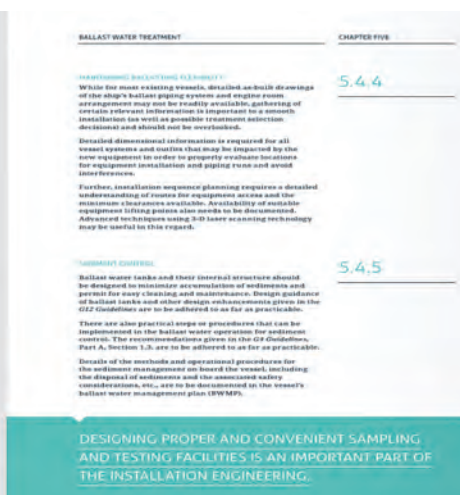 BALLAST WATER TREATMENT
CHAPTER FIVE
MAINTAINING BALLASTING FLEXIBILITY
5.4.4
While for most existing vessels, detailed as-built drawings
of the ship's ballast piping system and engine room
arrangement may not be readily available, gathering of
certain relevant information is important to a smooth
installation (as well as possible treatment selection
decisional and should not be overlooked.
Detailed dimensional information is required for all
vessel systems and outfits that may be impacted by the
new equipment in order to properly evaluate locations
for equipment installation and piping runs and avoid
interferences.
Further, installation sequence planning requires a detailed
understanding of routes for equipment access and the
minimum clearances available. Availability of suitable
equipment lifting points also needs to be documented.
Advanced techniques using 3-D laser scanning technology
may be useful in this regard.
SEDIMENT CONTROL
5.4.5
Ballast water tanks and their internal structure should
be designed to minimize accumulation of sediments and
permit for easy cleaning and maintenance. Design guidance
of ballast tanks and other design enhancements given in the
G12 Guidelines are to be adhered to as far as practicable.
There are also practical steps or procedures that can be
implemented in the ballast water operation for sediment
control. The recommendations given in the G4 Guidelines,
Part A, Section 1.3, are to be adhered to as far as practicable.
Details of the methods and operational procedures for
the sediment management on board the vessel, including
the disposal of sediments and the associated safety
considerations, etc., are to be documented in the vessel's
ballast water management plan (BWMP).
DESIGNING PROPER AND CONVENIENT SAMPLING
AND TESTING FACILITIES IS AN IMPORTANT PART OF
THE INSTALLATION ENGINEERING.